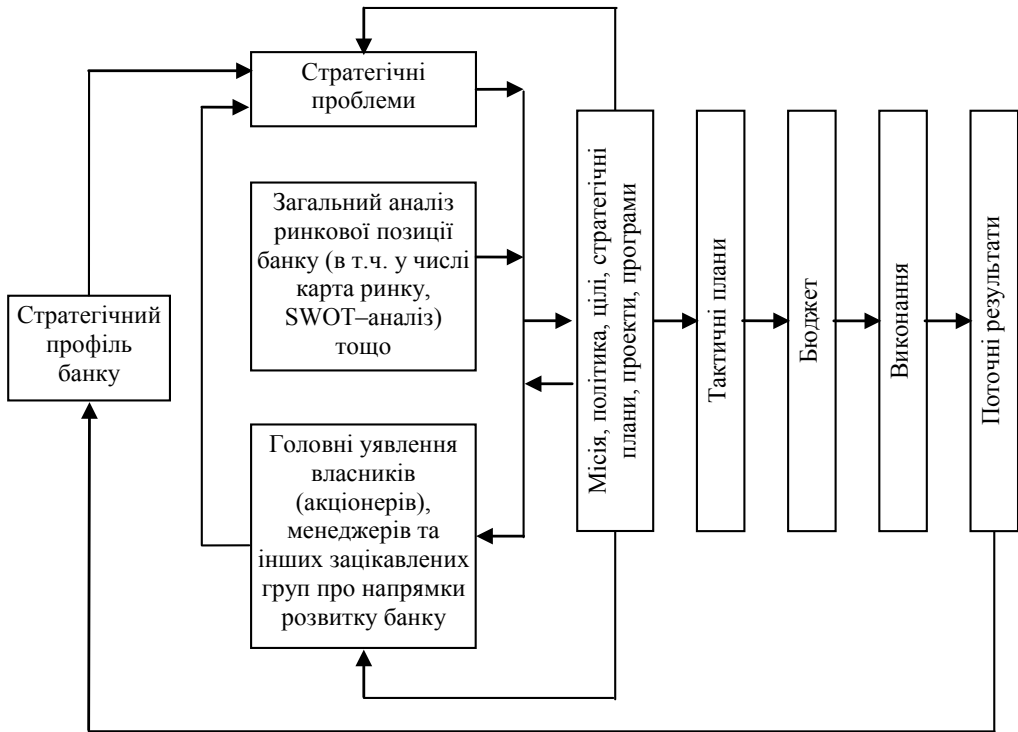 Стратегічні
проблеми
Загальний аналіз
ринкової позиції
банку (в т.ч. у числі
карта ринку,
SWOT–аналіз)
тощо
Стратегічний
профіль
банку
Головні уявлення
власників
(акціонерів),
менеджерів та
інших зацікавлених
груп про напрямки
розвитку банку
Місія, політика, цілі, стратегічні
плани, проекти, програми
Тактичні плани
Бюджет
Виконання
Поточні результати